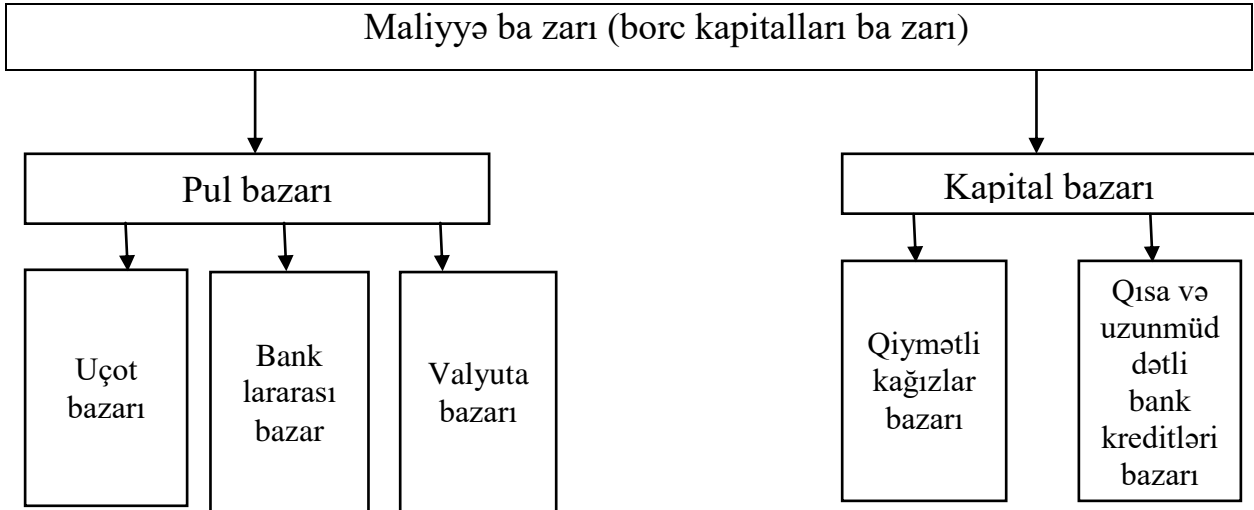 Maliyyə ba zarı (borc kapitalları ba zarı)
Pul bazarı
Kapital bazarı
Uçot
bazarı
Bank
lararası
bazar
Valyuta
bazarı
Qiymətli
kağızlar
bazarı
Qısa və
uzunmüd
dətli
bank
kreditləri
bazarı